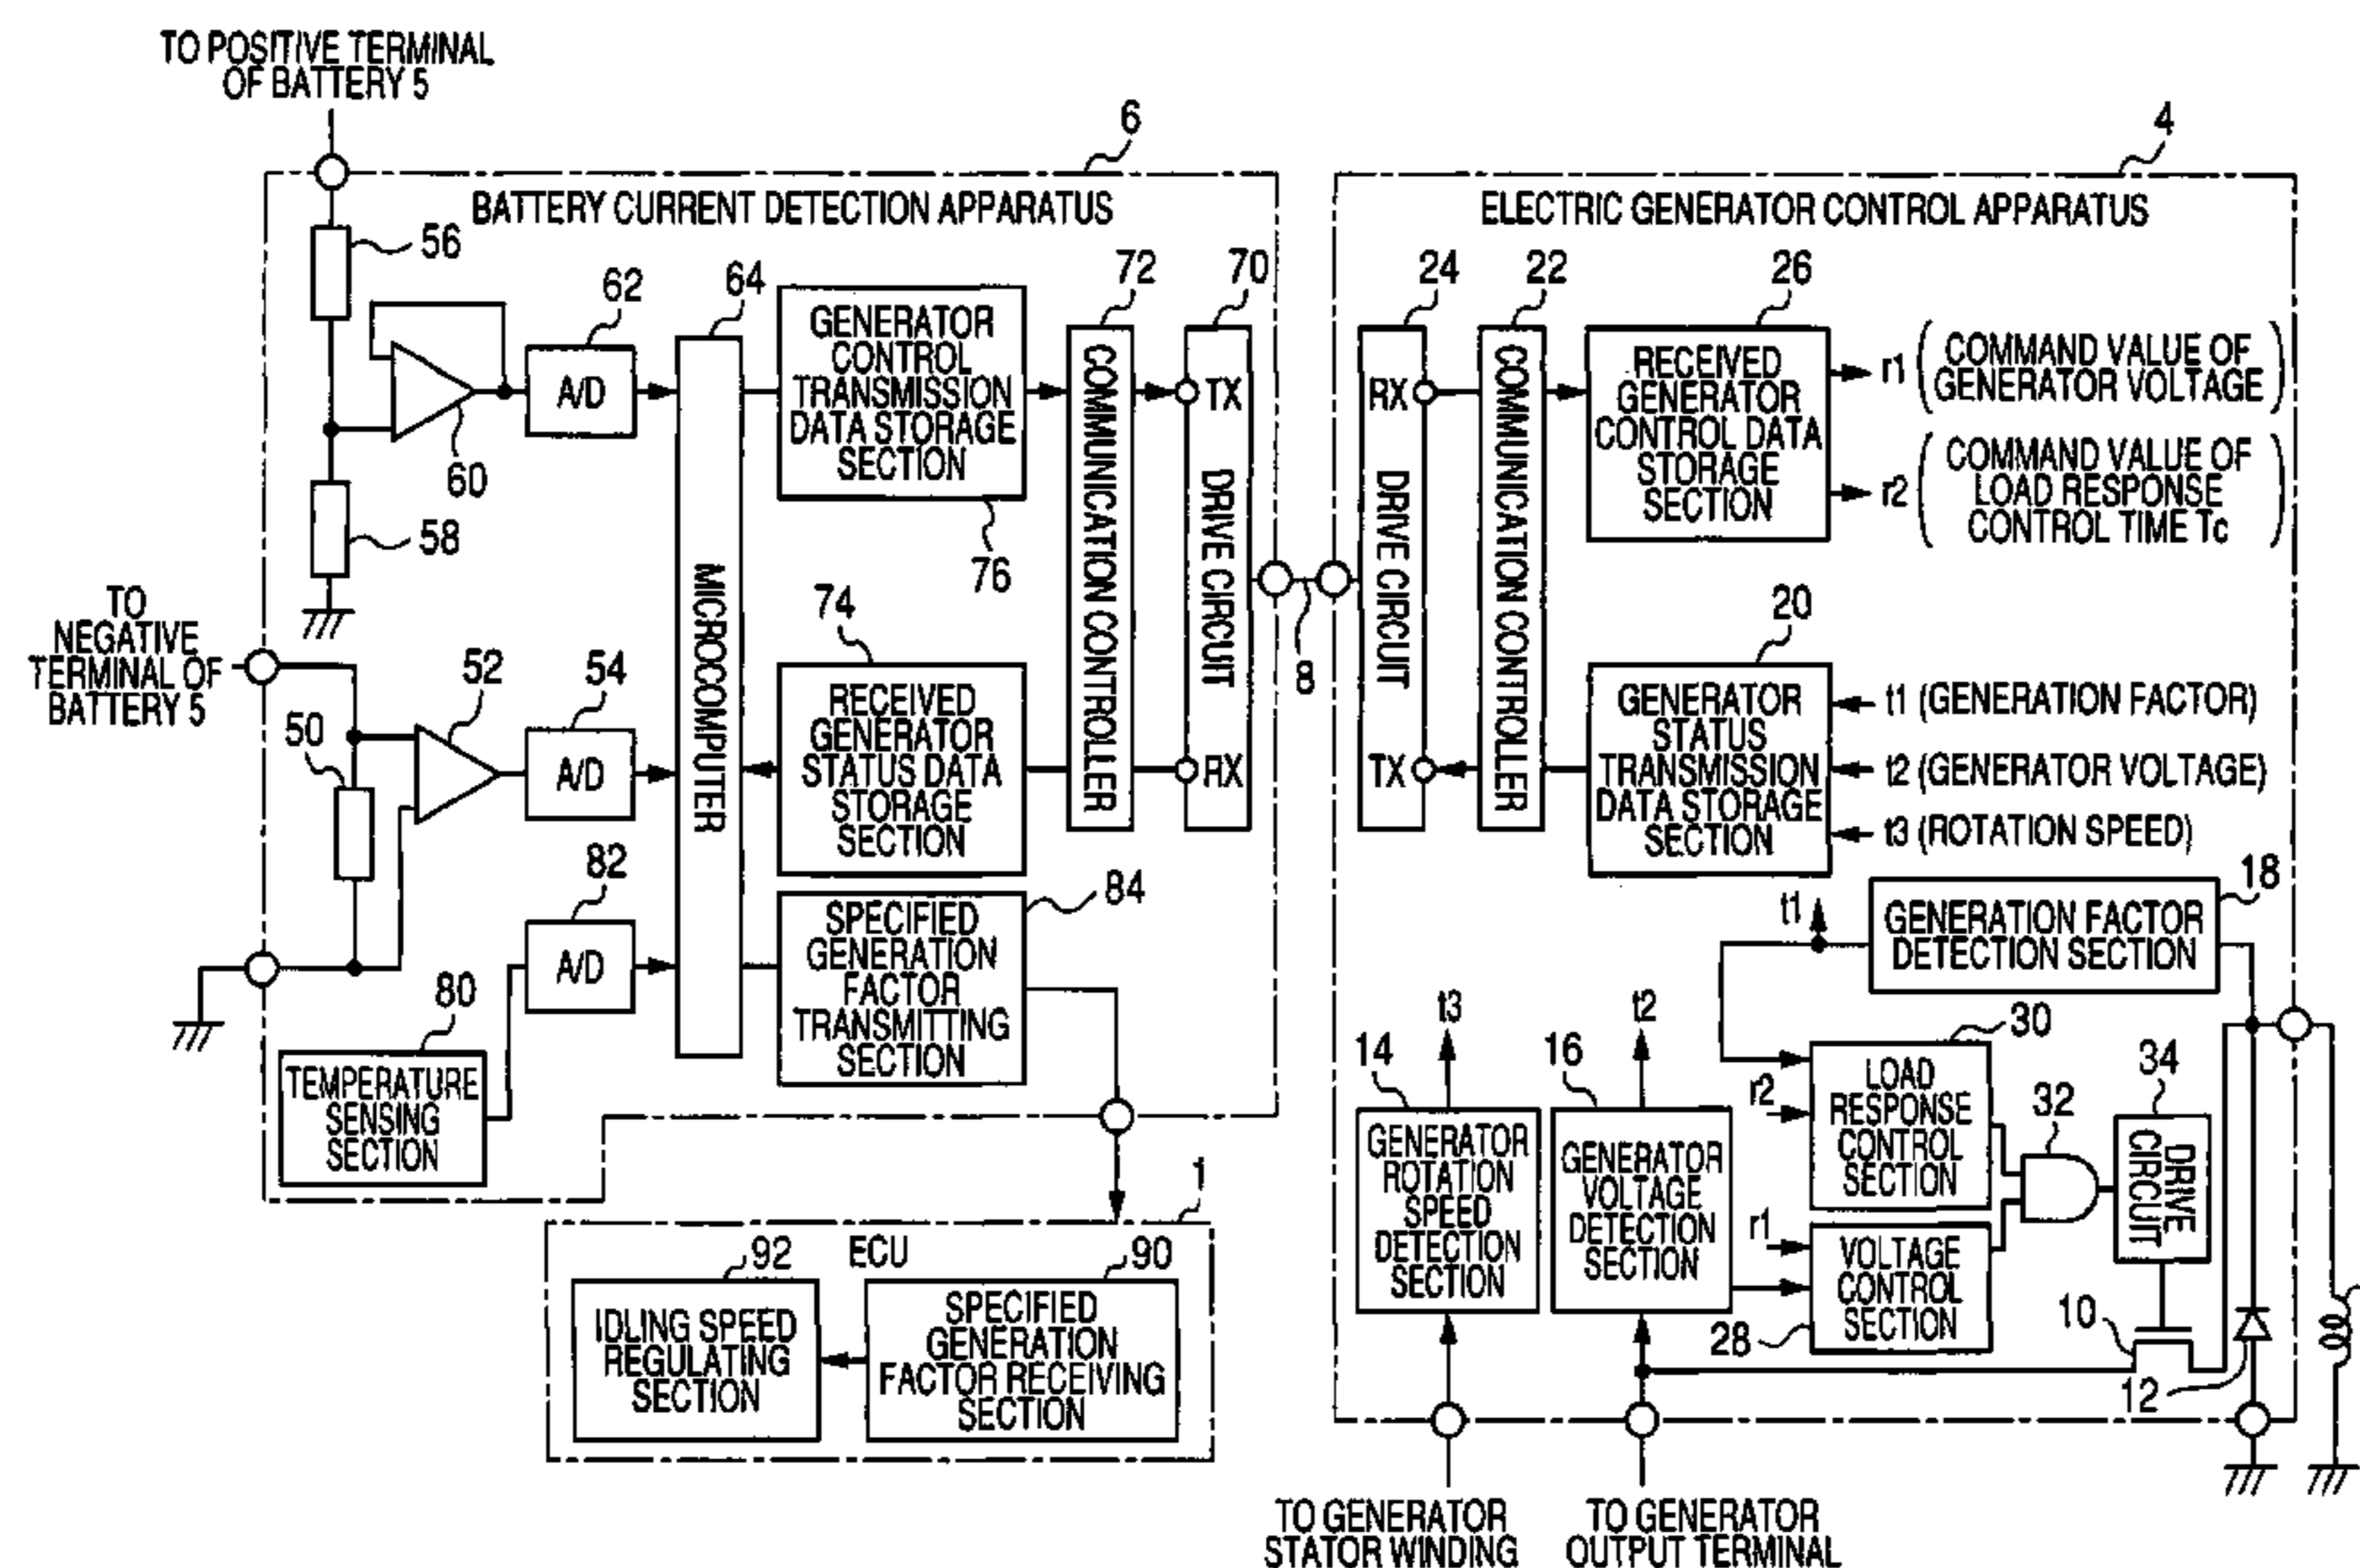 TO POSITIVE TERMINAL
OF BATTERY 5
6
BATTERY CURRENT DETECTION APPARATUS
56
62
64
GENERATOR
CONTROL
TRANSMISSION
DATA STORAGE
SECTION
76
72
COMMUNICATION CONTROLLER
70
TX
DRIVE CIRCUIT
RX
A/D
60
58
MICROCOMPUTER
TO
NEGATIVE
TERMINAL OF
BATTERY 5
50
52
54
A/D
74
RECEIVED
GENERATOR
STATUS DATA
STORAGE
SECTION
82
A/D
80
TEMPERATURE
SENSING
SECTION
84
SPECIFIED
GENERATION
FACTOR
TRANSMITTING
SECTION
8
1
ECU
92
IDLING SPEED
REGULATING
SECTION
90
SPECIFIED
GENERATION
FACTOR RECEIVING
SECTION
4
ELECTRIC GENERATOR CONTROL APPARATUS
24
RX
DRIVE CIRCUIT
TX
22
COMMUNICATION CONTROLLER
26
RECEIVED
GENERATOR
CONTROL DATA
STORAGE
SECTION
r1 (COMMAND VALUE OF
GENERATOR VOLTAGE)
r2 (COMMAND VALUE OF
LOAD RESPONSE
CONTROL TIME Tc)
20
GENERATOR
STATUS
TRANSMISSION
DATA STORAGE
SECTION
t1 (GENERATION FACTOR)
t2 (GENERATOR VOLTAGE)
t3 (ROTATION SPEED)
18
GENERATION FACTOR
DETECTION SECTION
t1
t3
t2
14
GENERATOR
ROTATION
SPEED
DETECTION
SECTION
16
GENERATOR
VOLTAGE
DETECTION
SECTION
30
LOAD
RESPONSE
CONTROL
SECTION
r2
r1
VOLTAGE
CONTROL
SECTION
28
32
34
DRIVE
CIRCUIT
10
12
TO GENERATOR
STATOR WINDING
TO GENERATOR
OUTPUT TERMINAL